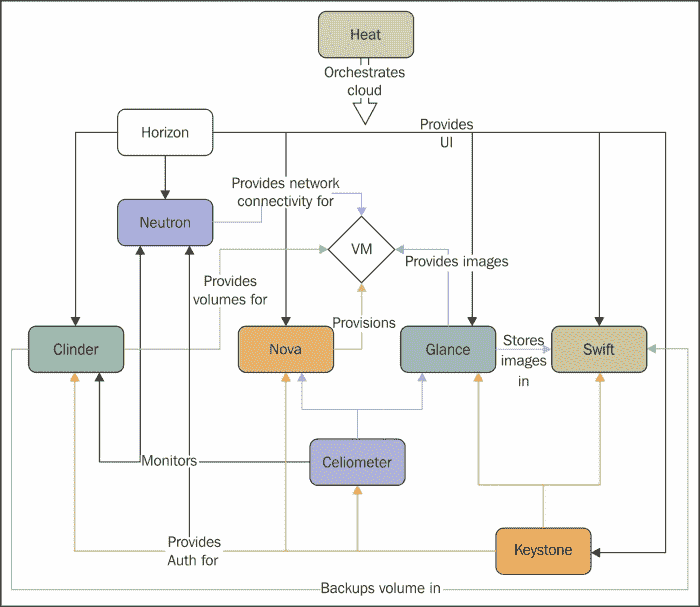 Heat
Orchestrates
cloud
Provides
UI
Horizon
Provides network
connectivity for
Neutron
VM
Provides images
Provides
volumes for
Provisions
Clinder
Nova
Glance
Stores
images
in
Swift
Monitors
Celiometer
Provides
Auth for
Keystone
Backups volume in